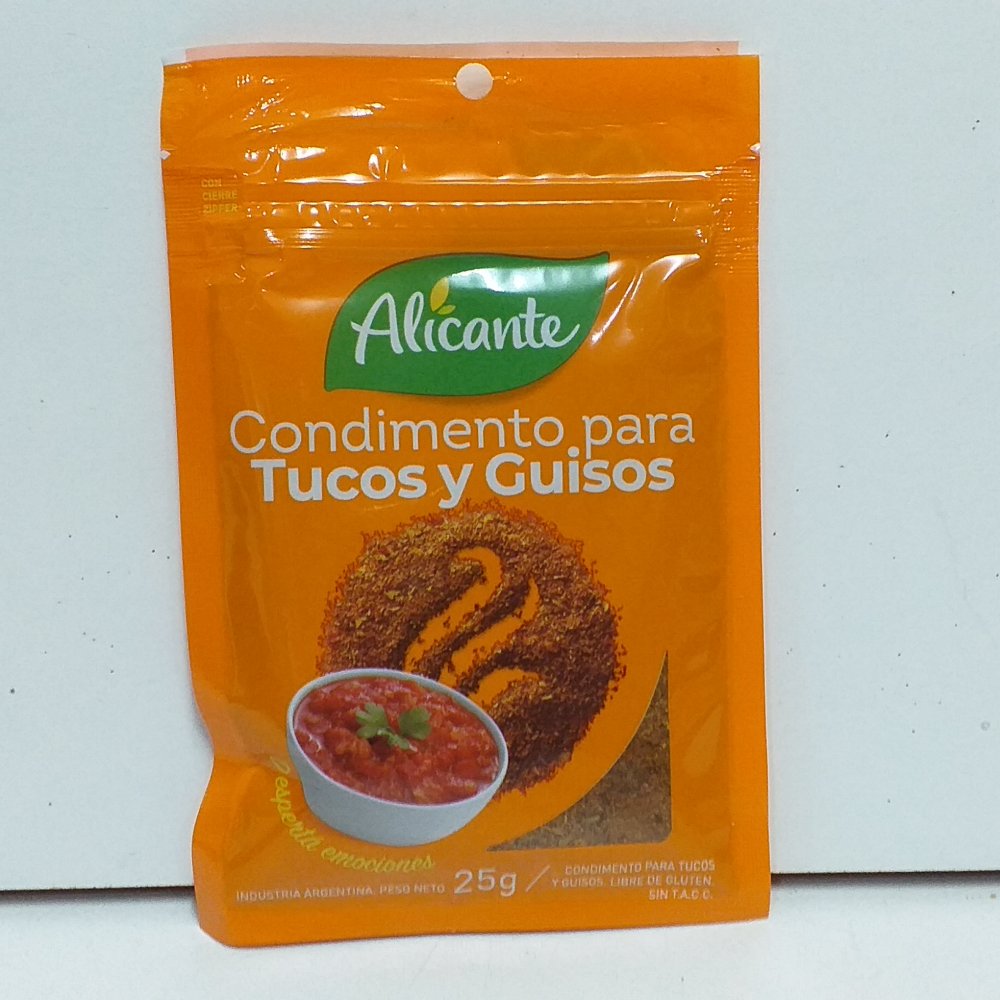 CON
CIERRE
ZIPPER
Alicante
Condimento para
Tucos y Guisos
Desperta emociones
INDUSTRIA ARGENTINA. PESO NETO 25g /
CONDIMENTO PARA TUCOS
Y GUISOS. LIBRE DE GLUTEN.
SIN T.A.C.C.